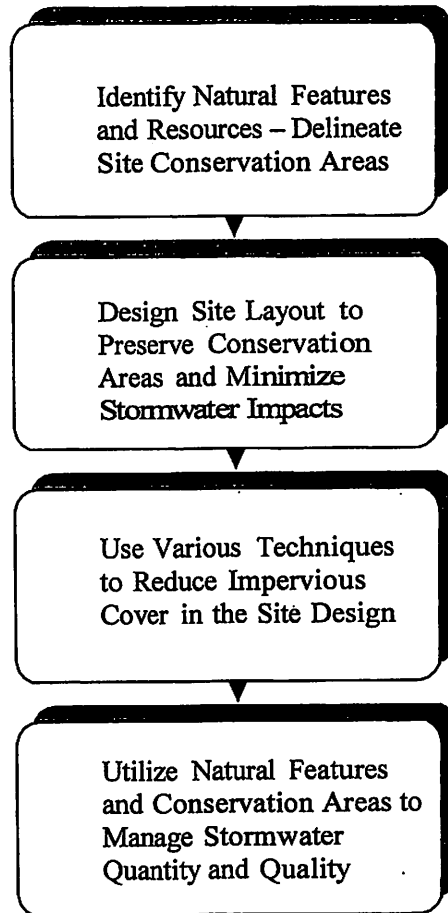 Identify Natural Features
and Resources – Delineate
Site Conservation Areas
Design Site Layout to
Preserve Conservation
Areas and Minimize
Stormwater Impacts
Use Various Techniques
to Reduce Impervious
Cover in the Site Design
Utilize Natural Features
and Conservation Areas to
Manage Stormwater
Quantity and Quality